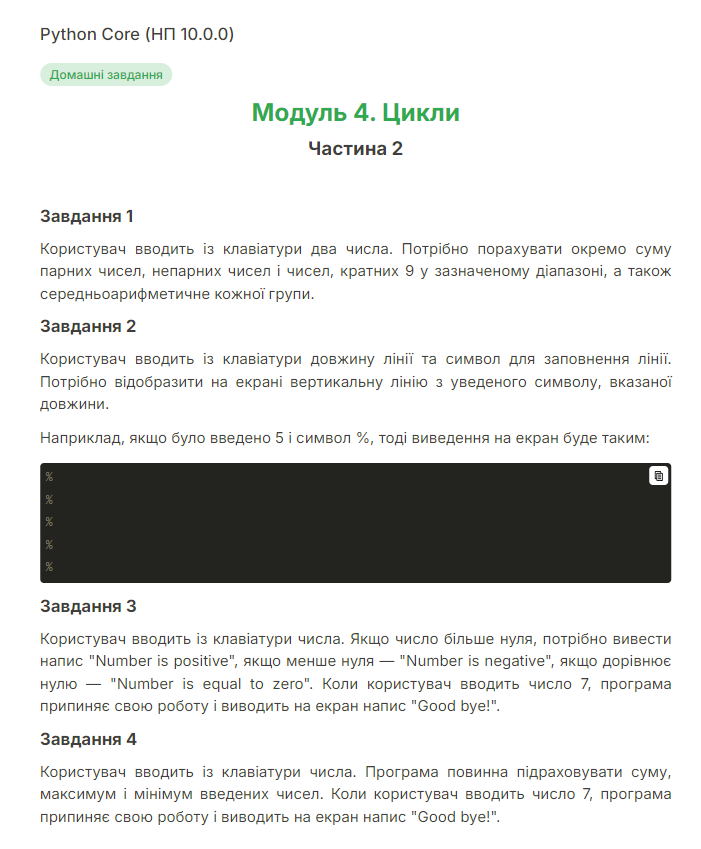 Python Core (НП 10.0.0)
Домашні завдання
Модуль 4. Цикли
Частина 2
Завдання 1
Користувач вводить із клавіатури два числа. Потрібно порахувати окремо суму
парних чисел, непарних чисел і чисел, кратних 9 у зазначеному діапазоні, а також
середньоарифметичне кожної групи.
Завдання 2
Користувач вводить із клавіатури довжину лінії та символ для заповнення лінії.
Потрібно відобразити на екрані вертикальну лінію з уведеного символу, вказаної
довжини.
Наприклад, якщо було введено 5 і символ %, тоді виведення на екран буде таким:
%
%
%
%
%
Завдання 3
Користувач вводить із клавіатури числа. Якщо число більше нуля, потрібно вивести
напис "Number is positive", якщо менше нуля — "Number is negative", якщо дорівнює
нулю — "Number is equal to zero". Коли користувач вводить число 7, програма
припиняє свою роботу і виводить на екран напис "Good bye!".
Завдання 4
Користувач вводить із клавіатури числа. Програма повинна підраховувати суму,
максимум і мінімум введених чисел. Коли користувач вводить число 7, програма
припиняє свою роботу і виводить на екран напис "Good bye!".